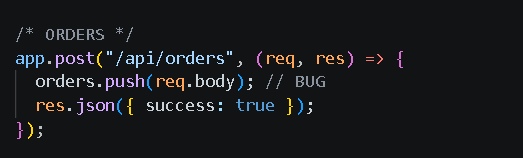 /* ORDERS */
app.post("/api/orders", (req, res) => {
  orders.push(req.body); // BUG
  res.json({ success: true });
});